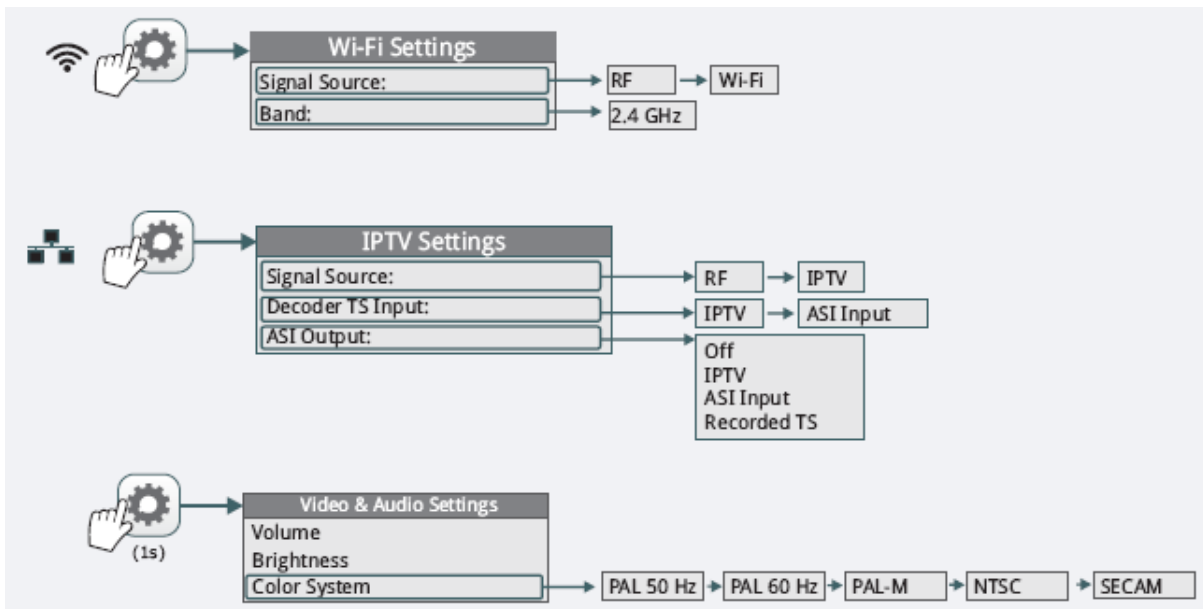 Wi-Fi Settings
Signal Source: RF Wi-Fi
Band: 2.4 GHz
IPTV Settings
Signal Source: RF IPTV
Decoder TS Input: IPTV ASI Input
ASI Output:
Off
IPTV
ASI Input
Recorded TS
Video & Audio Settings
(1s)
Volume
Brightness
Color System PAL 50 Hz PAL 60 Hz PAL-M NTSC SECAM